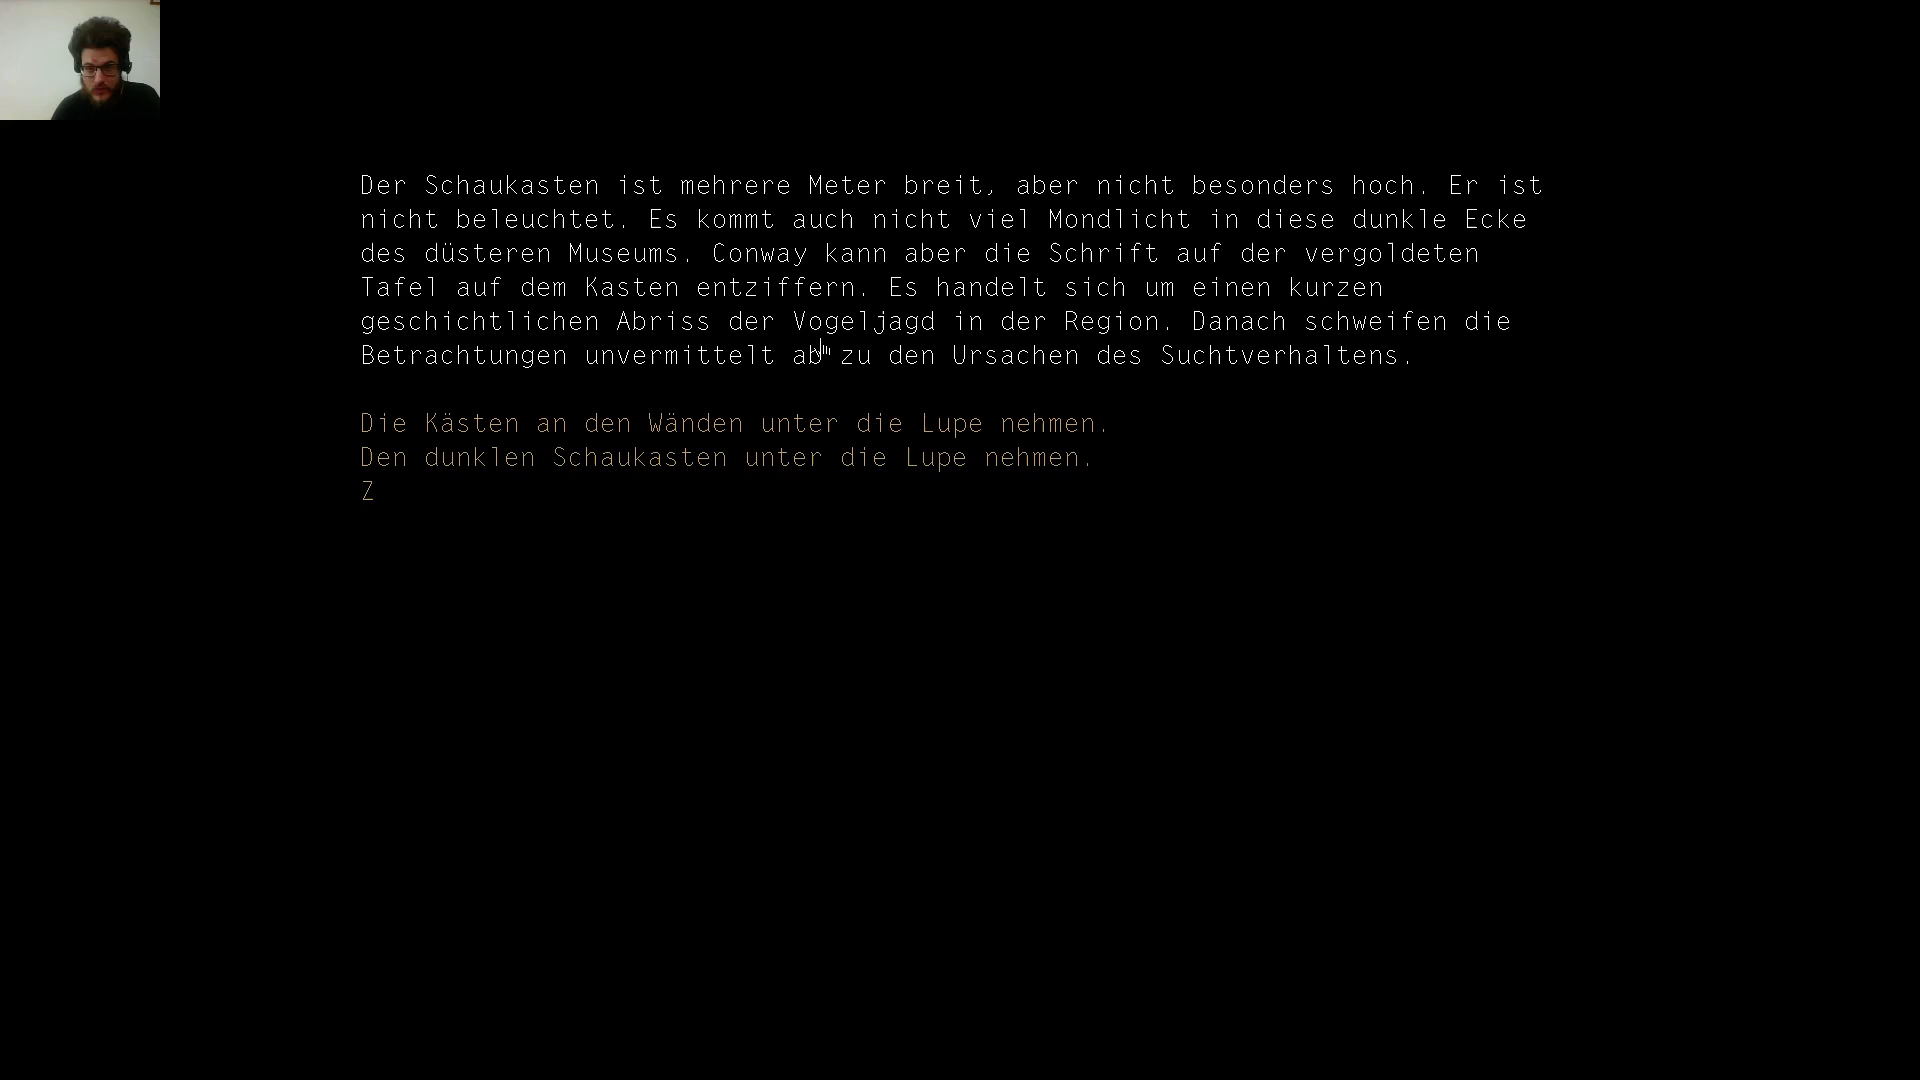 Der Schaukasten ist mehrere Meter breit, aber nicht besonders hoch. Er ist
nicht beleuchtet. Es kommt auch nicht viel Mondlicht in diese dunkle Ecke
des düsteren Museums. Conway kann aber die Schrift auf der vergoldeten
Tafel auf dem Kasten entziffern. Es handelt sich um einen kurzen
geschichtlichen Abriss der Vogeljagd in der Region. Danach schweifen die
Betrachtungen unvermittelt ab zu den Ursachen des Suchtverhaltens.
Die Kästen an den Wänden unter die Lupe nehmen.
Den dunklen Schaukasten unter die Lupe nehmen.
Z